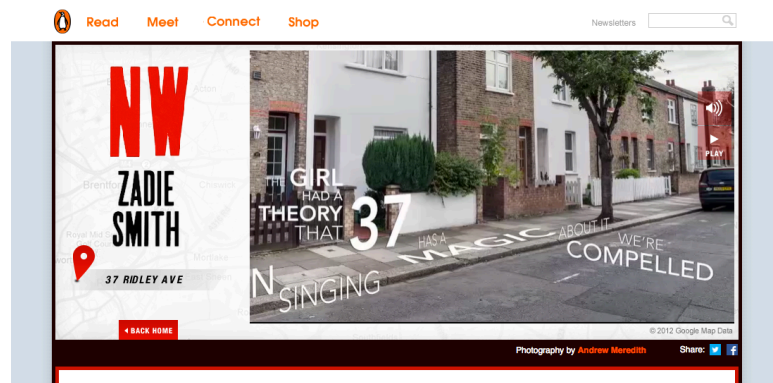 Read Meet Connect Shop
Newsletters
NW
ZADIE
SMITH
37 RIDLEY AVE
BACK HOME
THE GIRL
HAD A
THEORY
THAT 37 HAS A MAGIC ABOUT IT, WE'RE
COMPELLED
N SINGING
PLAY
© 2012 Google Map Data
Photography by Andrew Meredith
Share: